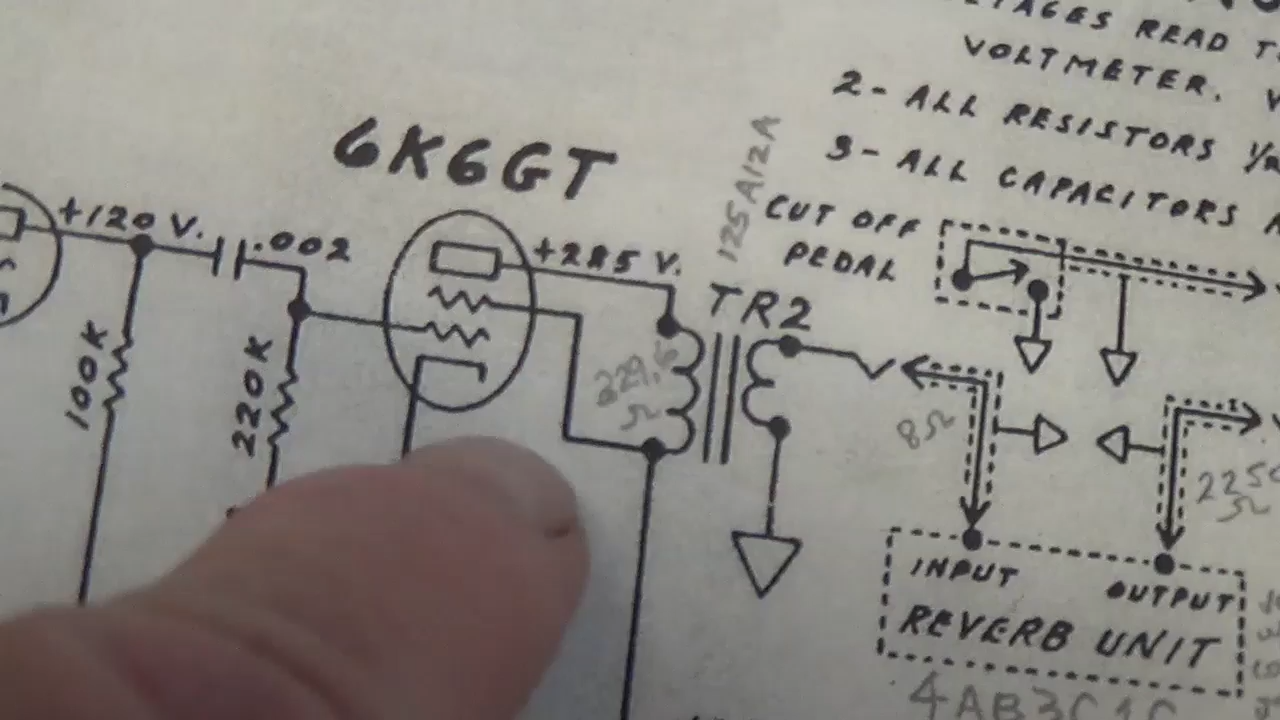 READ
VOLTMETER.
2- ALL RESISTORS
3- ALL CAPACITORS
6K6GT
125A12A
CUT OFF
PEDAL
+120 V.
.002
+285 V.
TR2
100K
220K
8Ω
INPUT
OUTPUT
REVERB UNIT